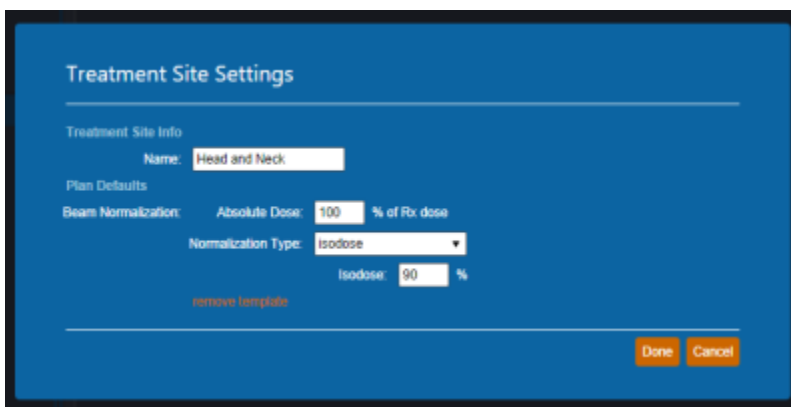 Treatment Site Settings
Treatment Site Info
Name: Head and Neck
Plan Defaults
Beam Normalization: Absolute Dose: 100 % of Rx dose
Normalization Type: isodose
Isodose: 90 %
remove template
Done Cancel